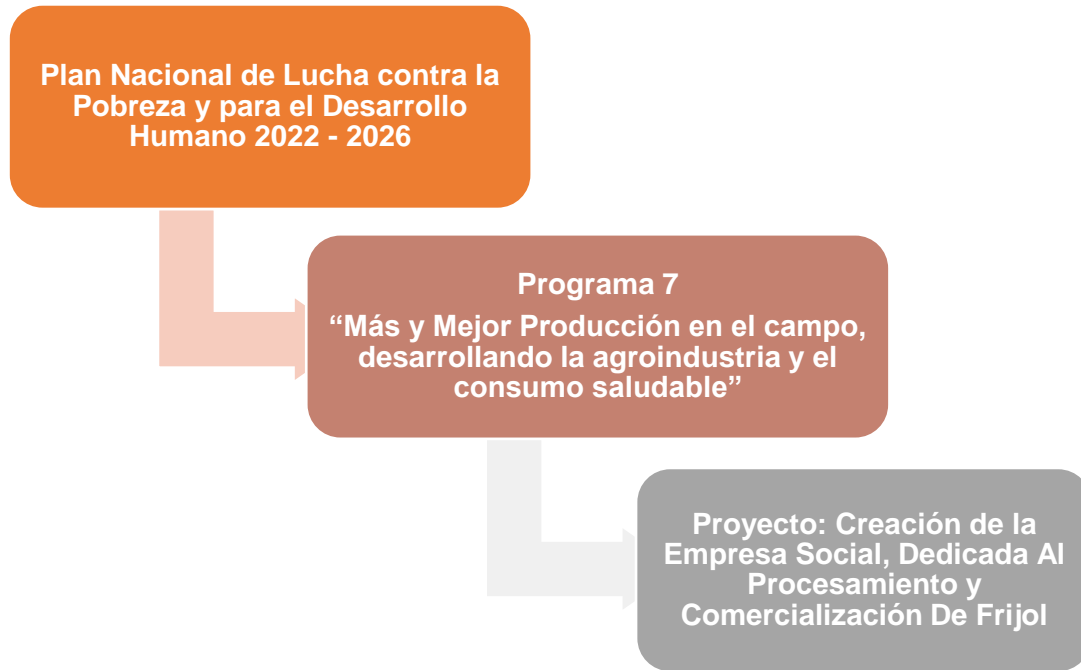 Plan Nacional de Lucha contra la
Pobreza y para el Desarrollo
Humano 2022 - 2026
Programa 7
“Más y Mejor Producción en el campo,
desarrollando la agroindustria y el
consumo saludable”
Proyecto: Creación de la
Empresa Social, Dedicada Al
Procesamiento y
Comercialización De Frijol